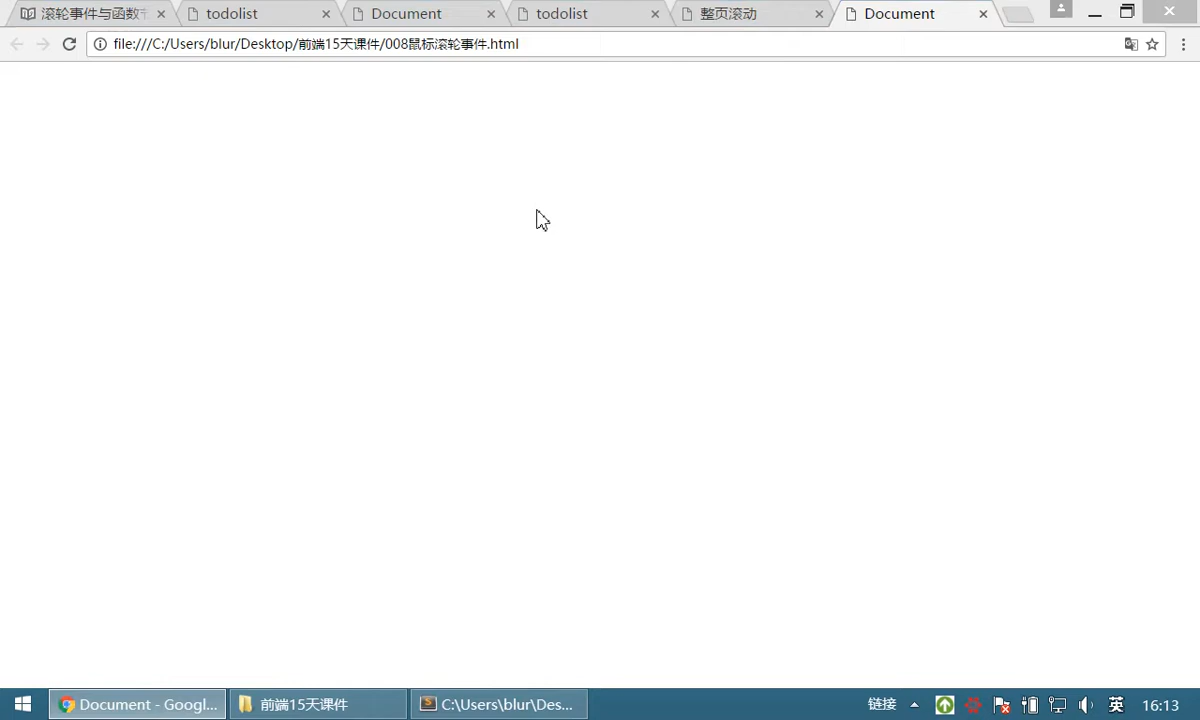 滚轮事件与函数节
todolist
Document
todolist
整页滚动
Document
file:///C:/Users/blur/Desktop/前端15天课件/008鼠标滚轮事件.html
Document - Googl...
前端15天课件
C:\Users\blur\Des...
链接
英
16:13